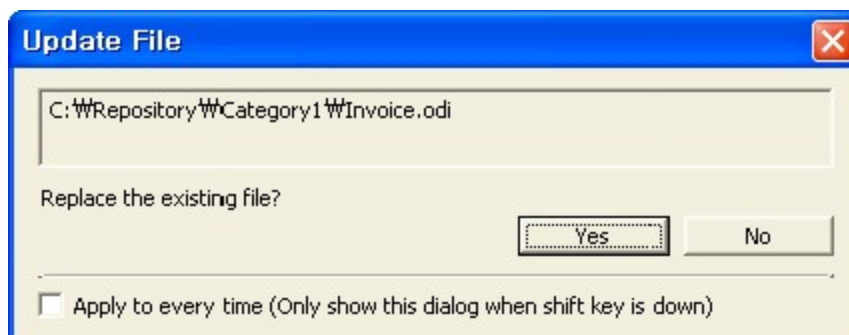 Update File
C:₩Repository₩Category1₩Invoice.odi
Replace the existing file?
Yes No
Apply to every time (Only show this dialog when shift key is down)